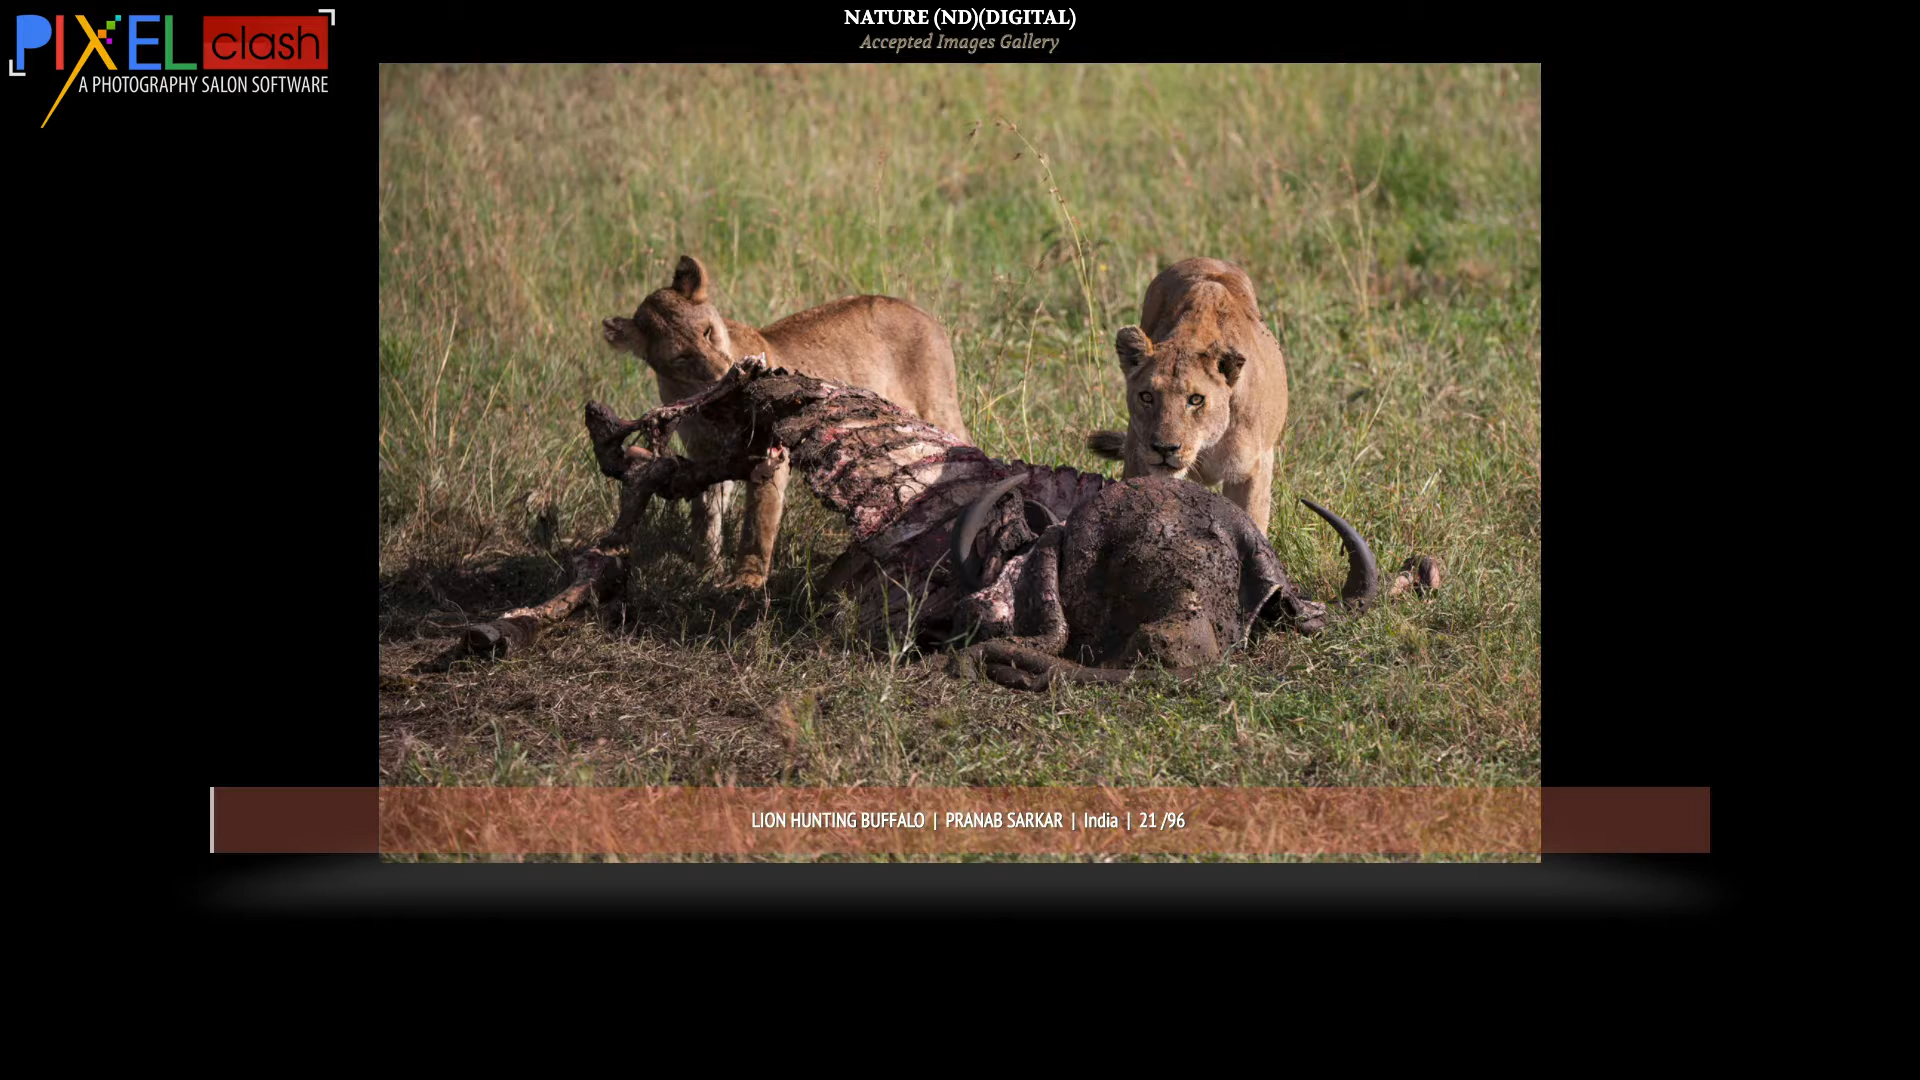 PIXEL clash
A PHOTOGRAPHY SALON SOFTWARE
NATURE (ND)(DIGITAL)
Accepted Images Gallery
LION HUNTING BUFFALO | PRANAB SARKAR | India | 21 /96